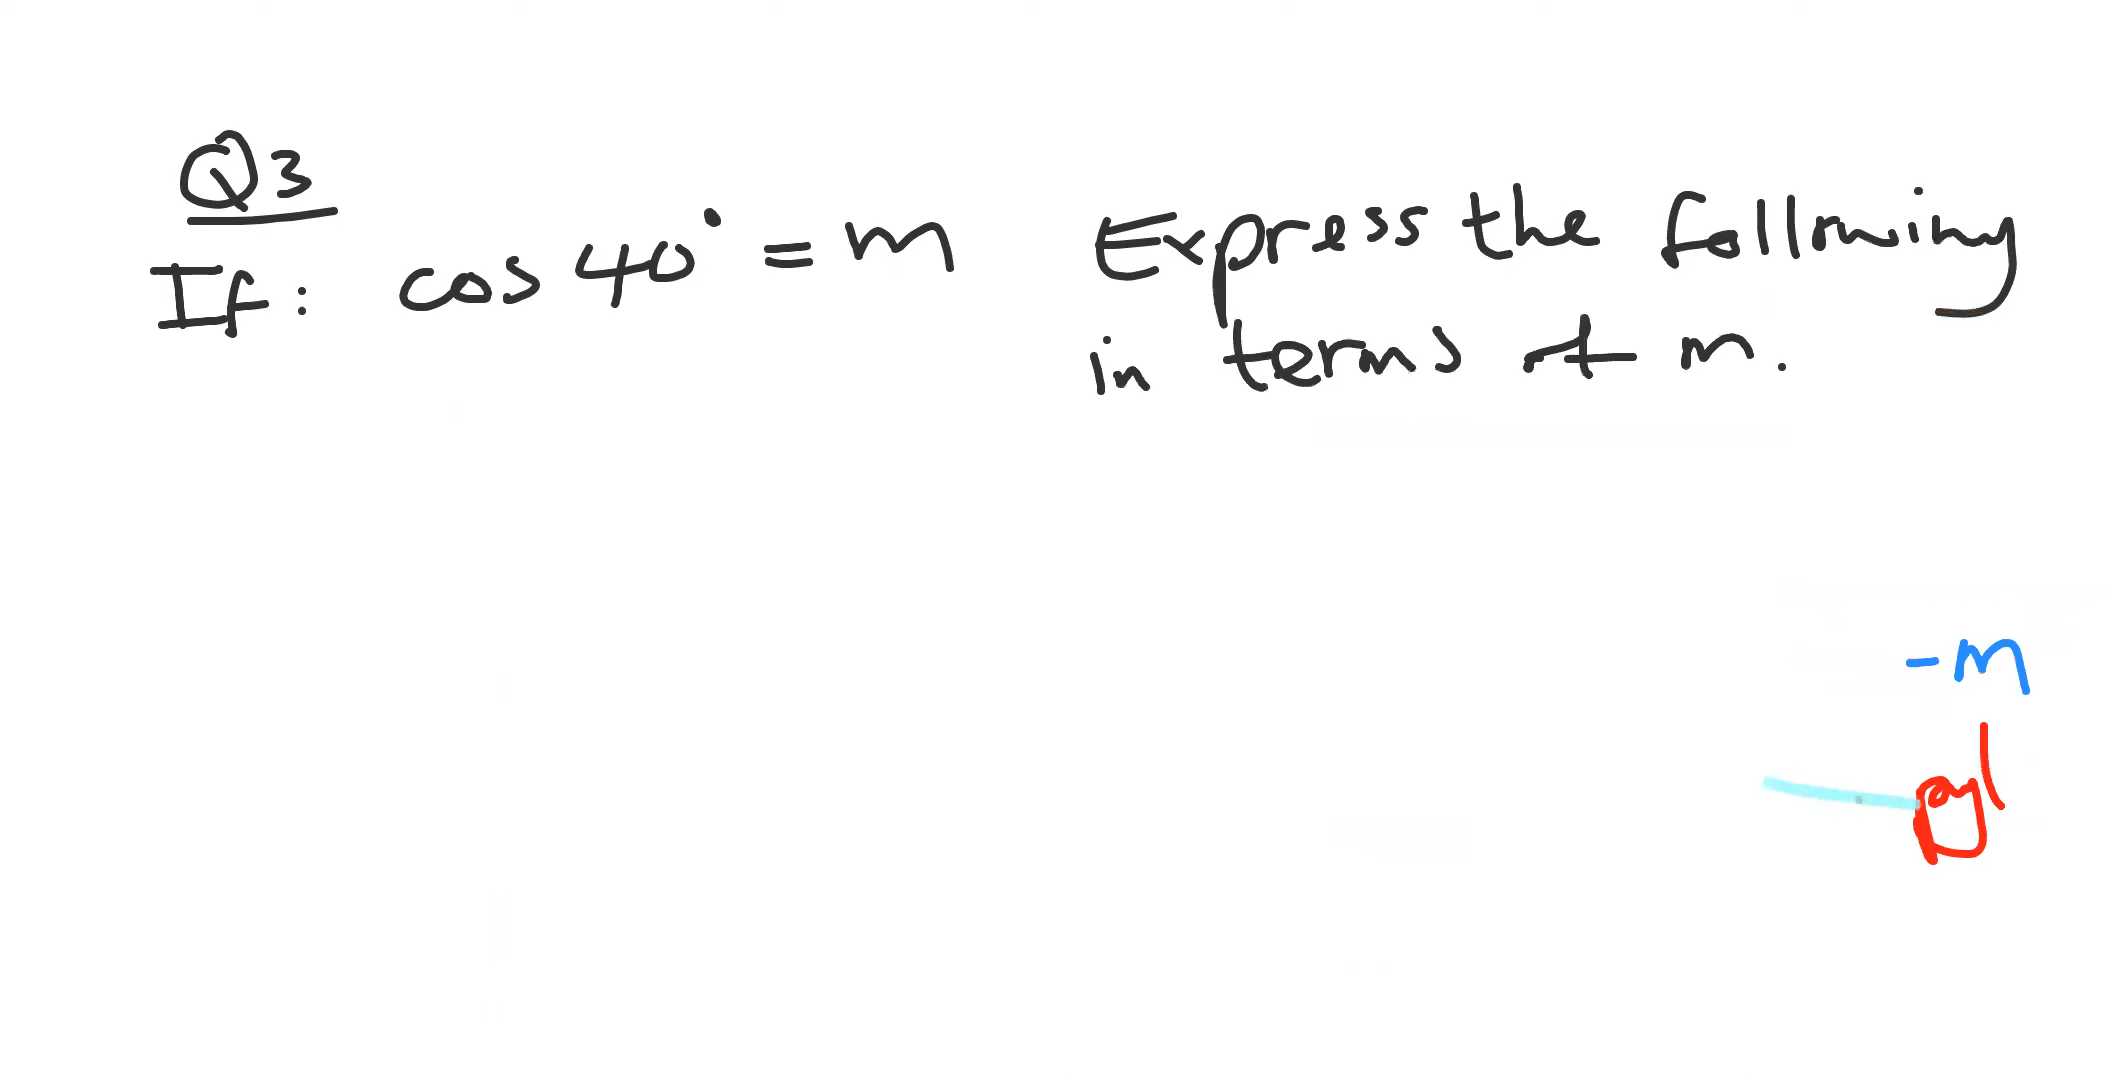 Q3
If: cos 40° = m Express the following
in terms of m.
-m